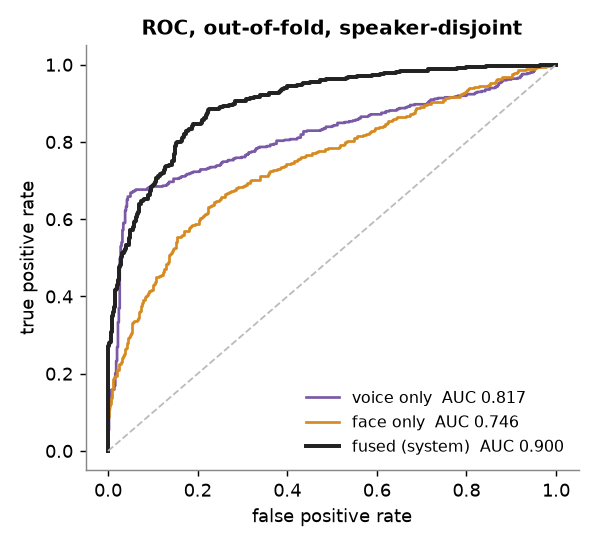 ROC, out-of-fold, speaker-disjoint
1.0
0.8
0.6
0.4
0.2
0.0
true positive rate
voice only AUC 0.817
face only AUC 0.746
fused (system) AUC 0.900
0.0 0.2 0.4 0.6 0.8 1.0
false positive rate